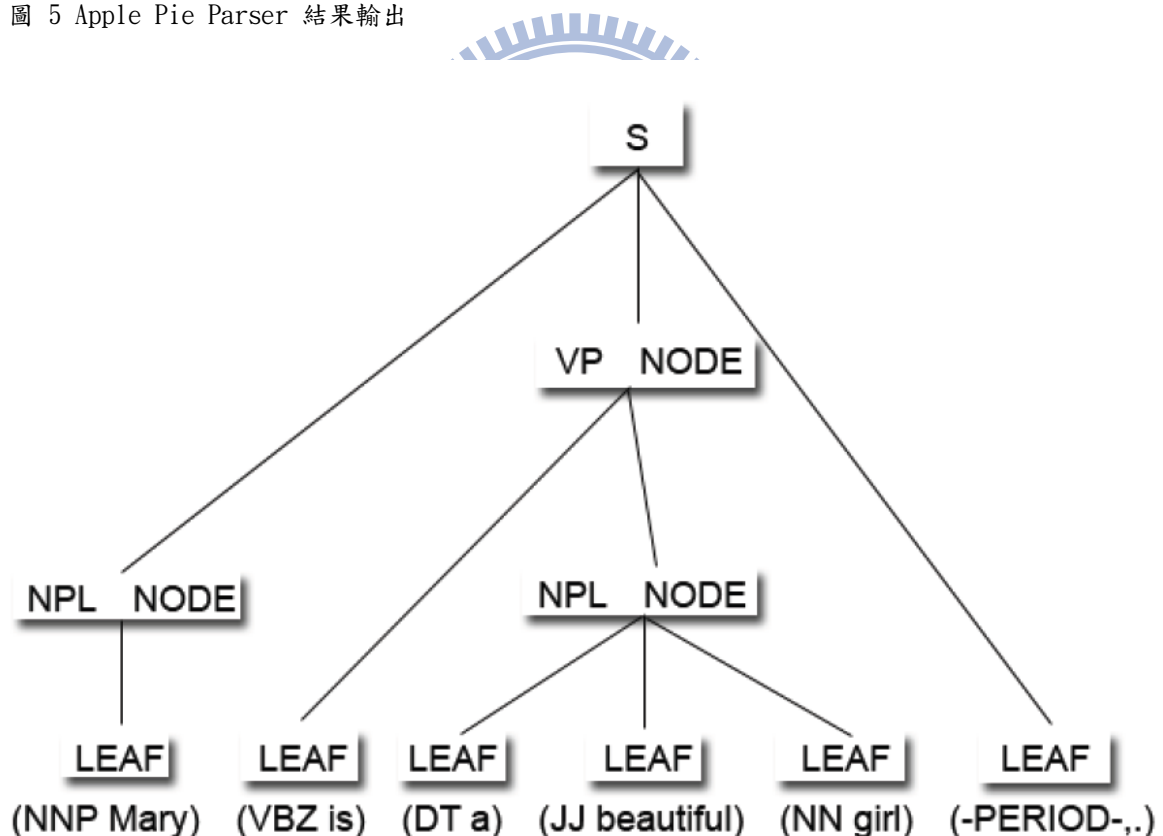 圖 5 Apple Pie Parser 結果輸出
S
VP NODE
NPL NODE NPL NODE
LEAF LEAF LEAF LEAF LEAF LEAF
(NNP Mary) (VBZ is) (DT a) (JJ beautiful) (NN girl) (-PERIOD-,.)